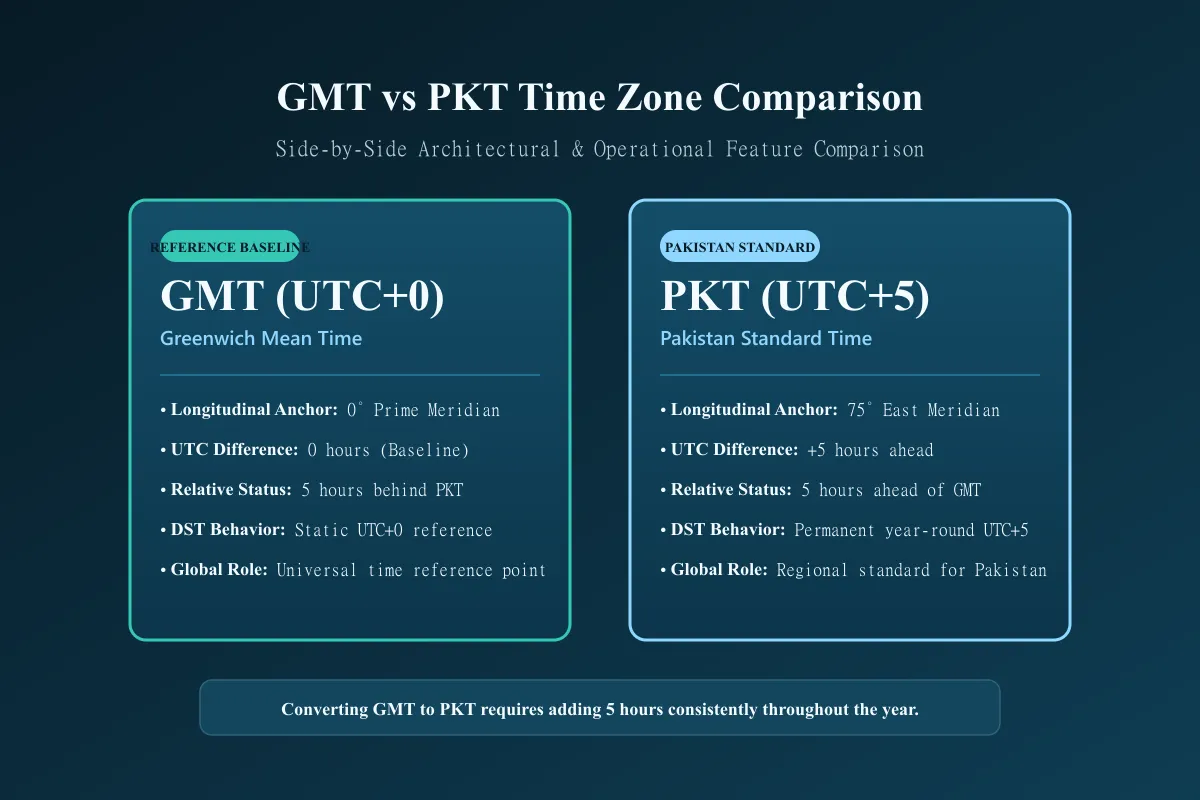 GMT vs PKT Time Zone Comparison
Side-by-Side Architectural & Operational Feature Comparison
REFERENCE BASELINE
GMT (UTC+0)
Greenwich Mean Time
• Longitudinal Anchor: 0° Prime Meridian
• UTC Difference: 0 hours (Baseline)
• Relative Status: 5 hours behind PKT
• DST Behavior: Static UTC+0 reference
• Global Role: Universal time reference point
PAKISTAN STANDARD
PKT (UTC+5)
Pakistan Standard Time
• Longitudinal Anchor: 75° East Meridian
• UTC Difference: +5 hours ahead
• Relative Status: 5 hours ahead of GMT
• DST Behavior: Permanent year-round UTC+5
• Global Role: Regional standard for Pakistan
Converting GMT to PKT requires adding 5 hours consistently throughout the year.